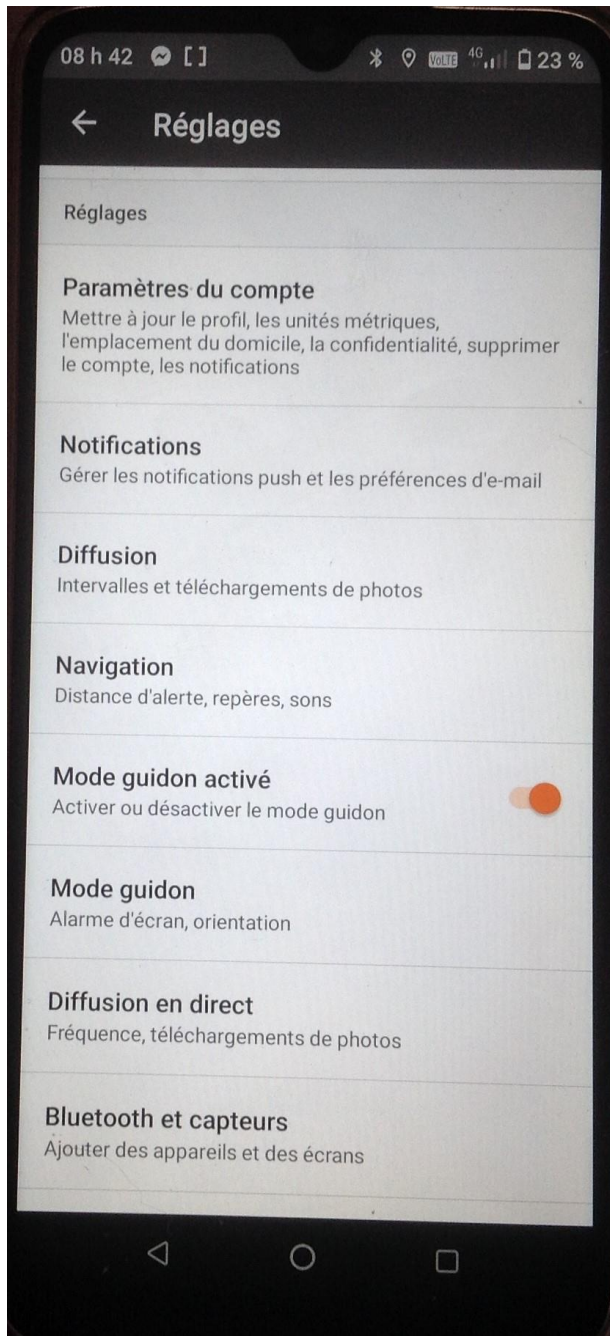 08 h 42 VoLTE 4G 23 %
Réglages
Réglages
Paramètres du compte
Mettre à jour le profil, les unités métriques,
l'emplacement du domicile, la confidentialité, supprimer
le compte, les notifications
Notifications
Gérer les notifications push et les préférences d'e-mail
Diffusion
Intervalles et téléchargements de photos
Navigation
Distance d'alerte, repères, sons
Mode guidon activé
Activer ou désactiver le mode guidon
Mode guidon
Alarme d'écran, orientation
Diffusion en direct
Fréquence, téléchargements de photos
Bluetooth et capteurs
Ajouter des appareils et des écrans